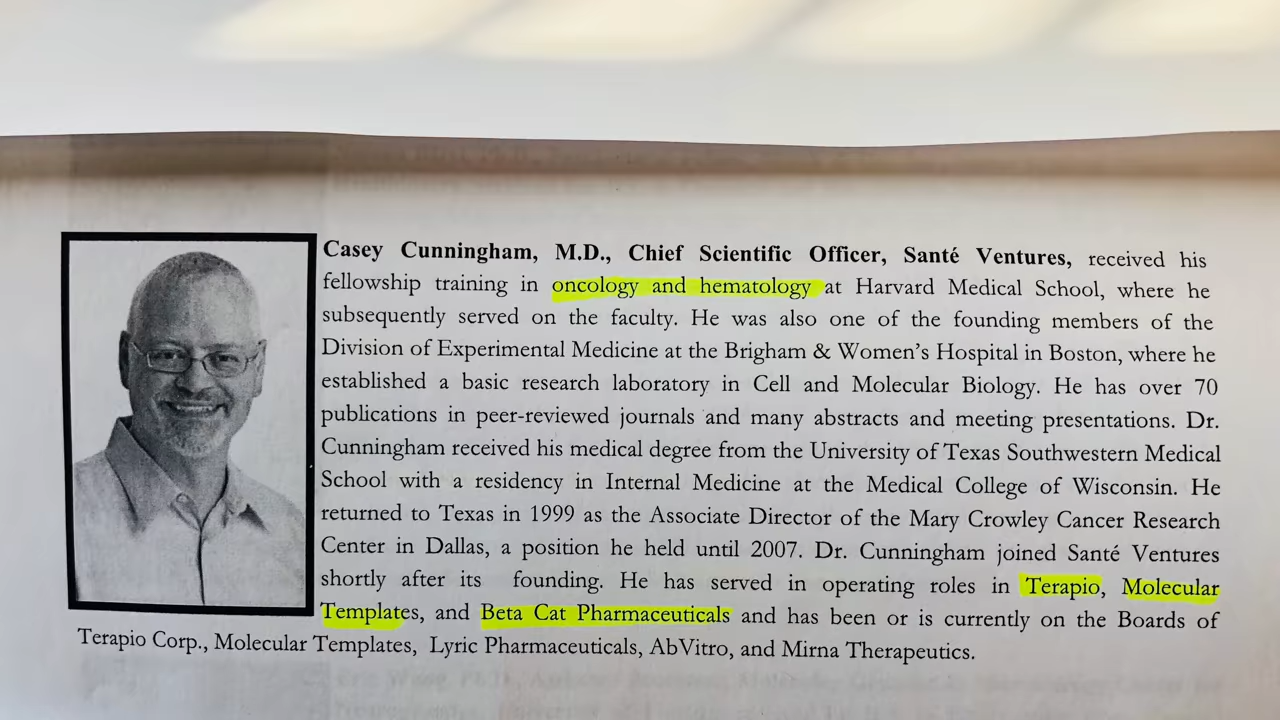 Casey Cunningham, M.D., Chief Scientific Officer, Santé Ventures, received his
fellowship training in oncology and hematology at Harvard Medical School, where he
subsequently served on the faculty. He was also one of the founding members of the
Division of Experimental Medicine at the Brigham & Women's Hospital in Boston, where he
established a basic research laboratory in Cell and Molecular Biology. He has over 70
publications in peer-reviewed journals and many abstracts and meeting presentations. Dr.
Cunningham received his medical degree from the University of Texas Southwestern Medical
School with a residency in Internal Medicine at the Medical College of Wisconsin. He
returned to Texas in 1999 as the Associate Director of the Mary Crowley Cancer Research
Center in Dallas, a position he held until 2007. Dr. Cunningham joined Santé Ventures
shortly after its founding. He has served in operating roles in Terapio, Molecular
Templates, and Beta Cat Pharmaceuticals and has been or is currently on the Boards of
Terapio Corp., Molecular Templates, Lyric Pharmaceuticals, AbVitro, and Mirna Therapeutics.